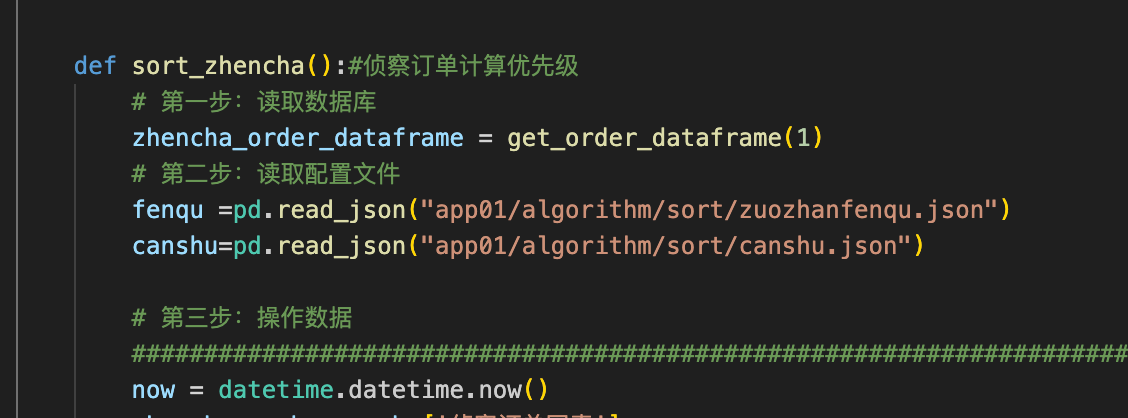 def sort_zhencha():#侦察订单计算优先级
# 第一步：读取数据库
zhencha_order_dataframe = get_order_dataframe(1)
# 第二步：读取配置文件
fenqu =pd.read_json("app01/algorithm/sort/zuozhanfenqu.json")
canshu=pd.read_json("app01/algorithm/sort/canshu.json")
# 第三步：操作数据
#####################################################################
now = datetime.datetime.now()